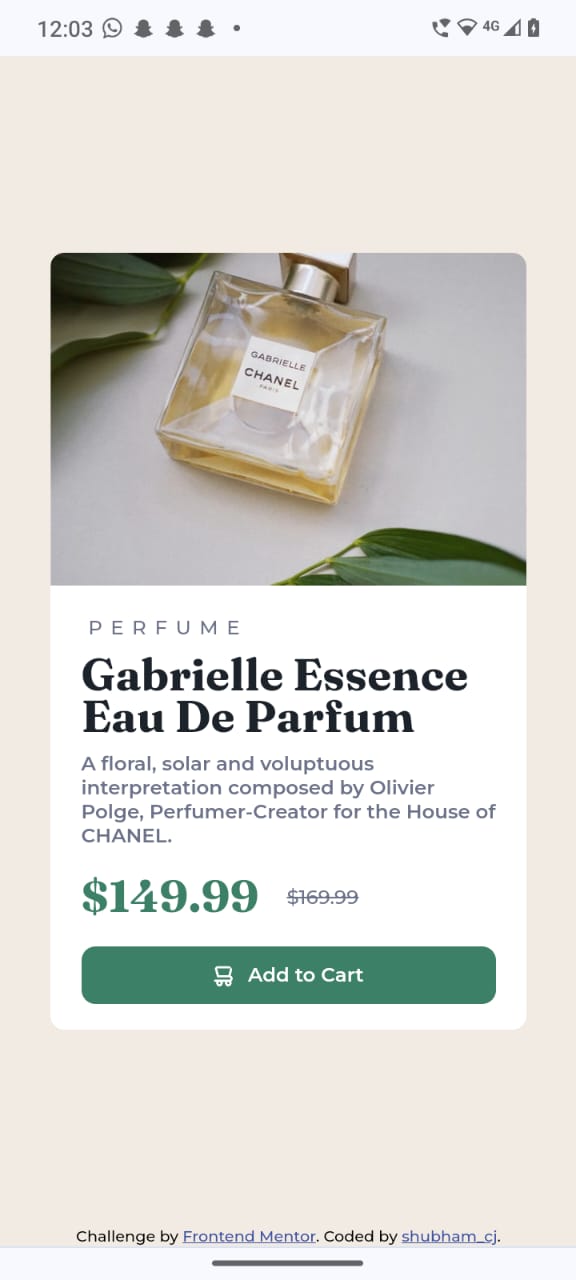 12:03
4G
GABRIELLE
CHANEL
PARIS
PERFUME
Gabrielle Essence
Eau De Parfum
A floral, solar and voluptuous
interpretation composed by Olivier
Polge, Perfumer-Creator for the House of
CHANEL.
$149.99 $169.99
Add to Cart
Challenge by Frontend Mentor. Coded by shubham_cj.